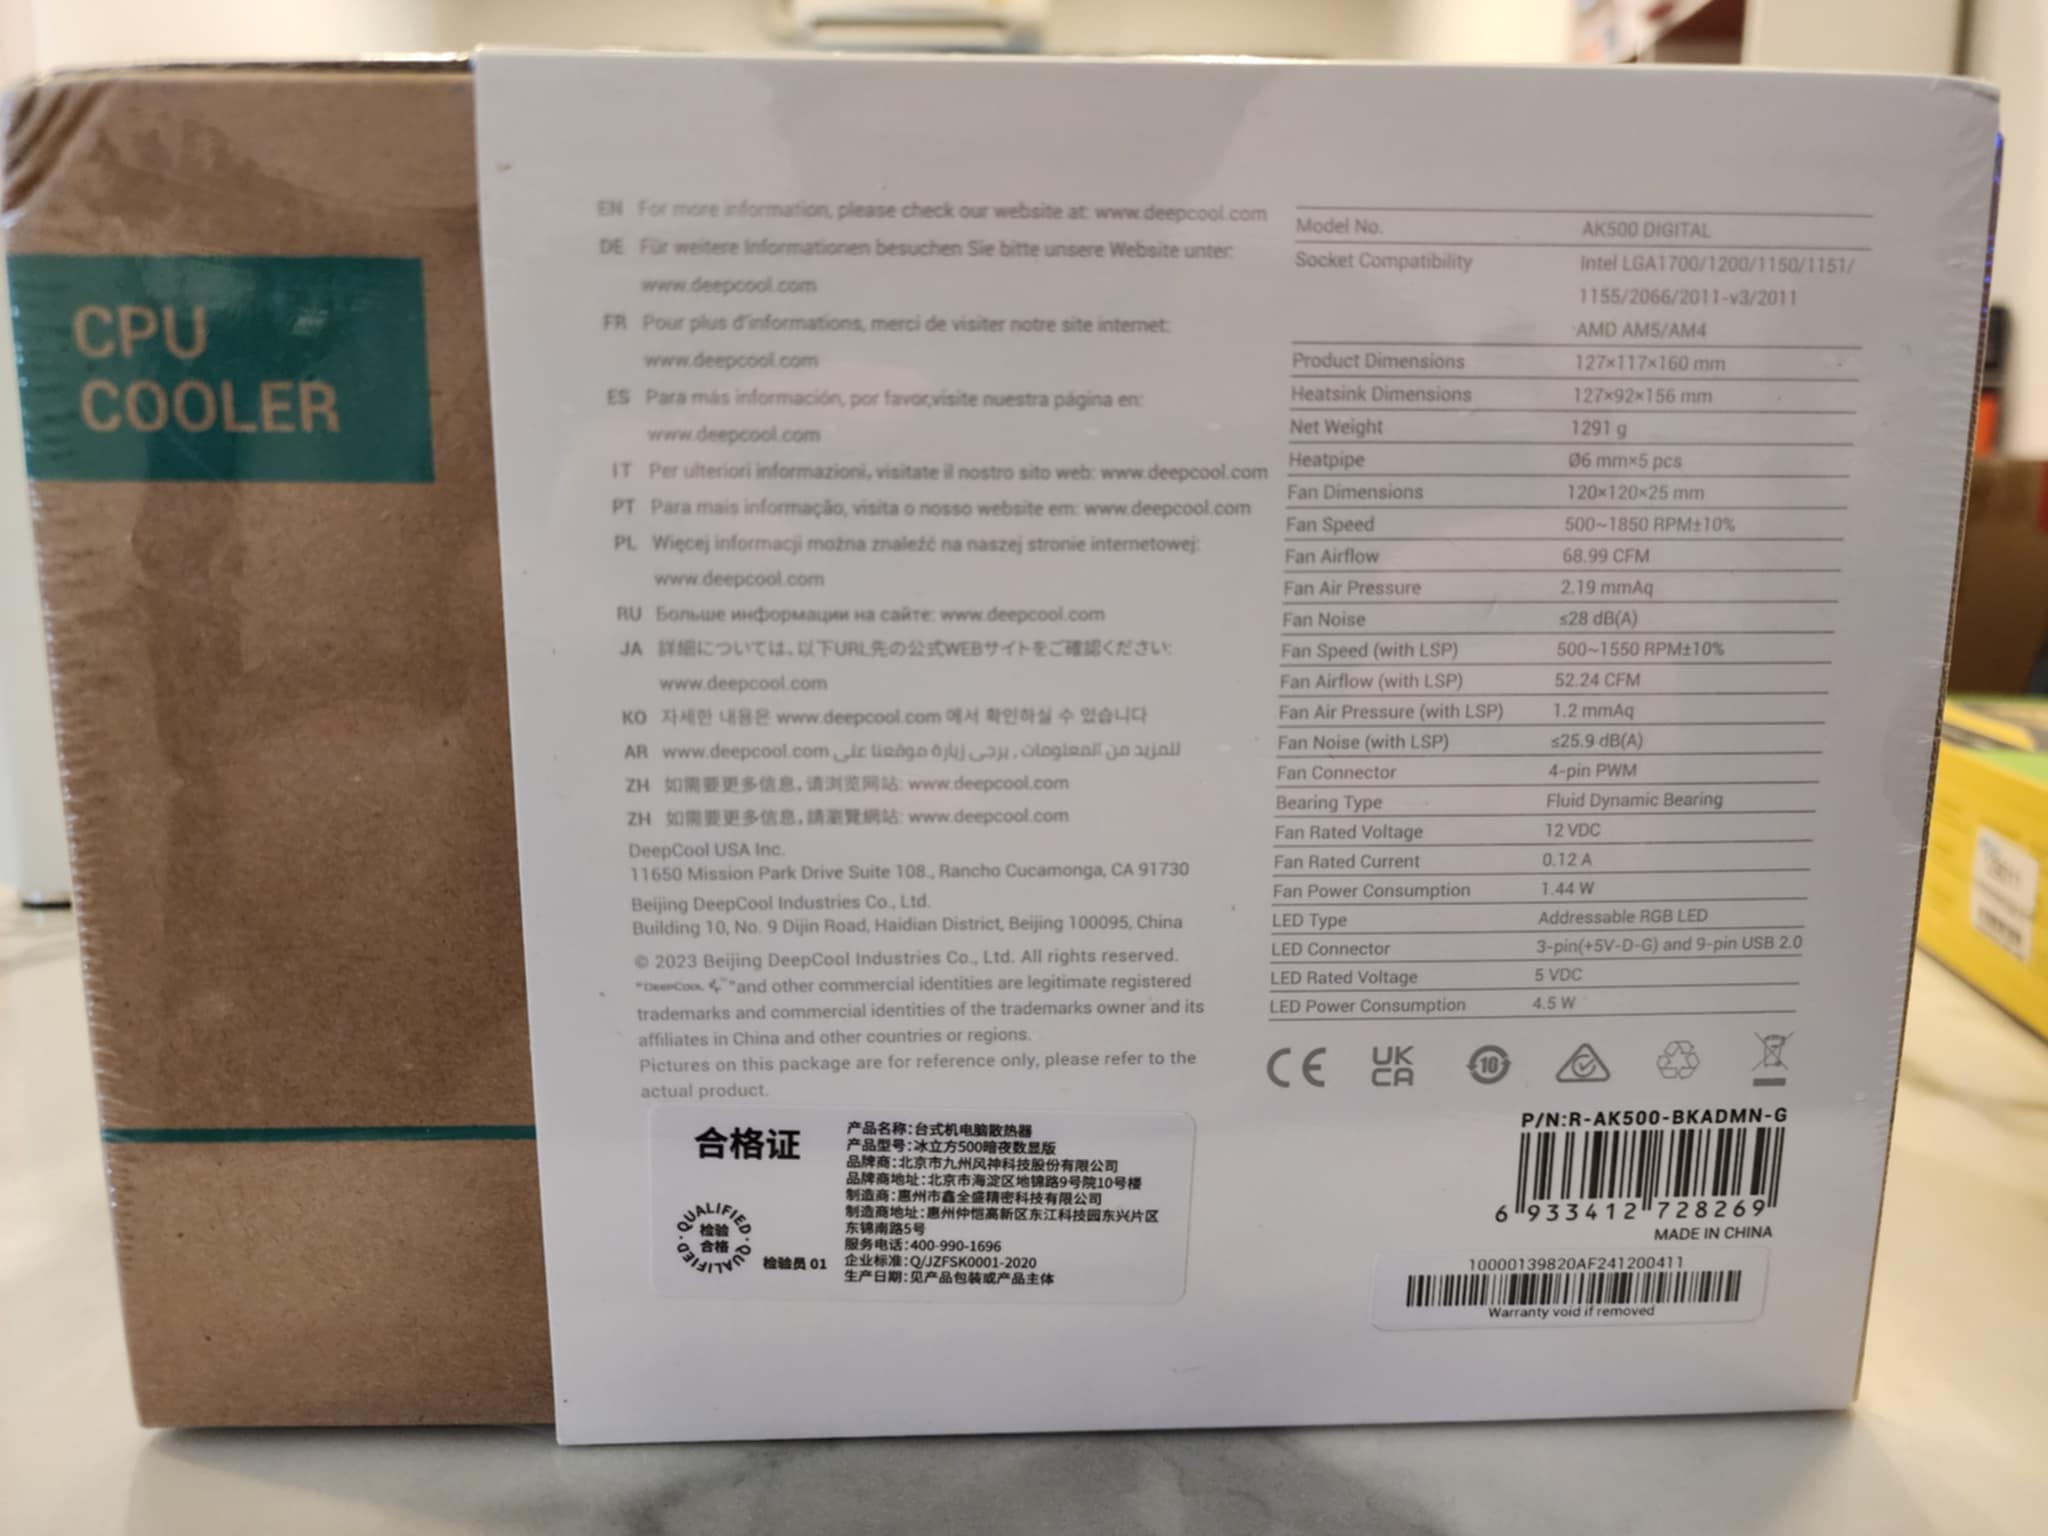 CPU
COOLER
EN For more information, please check our website at: www.deepcool.com
DE Für weitere Informationen besuchen Sie bitte unsere Website unter:
www.deepcool.com
FR Pour plus d'informations, merci de visiter notre site internet:
www.deepcool.com
ES Para más información, por favor,visite nuestra página en:
www.deepcool.com
IT Per ulteriori informazioni, visitate il nostro sito web: www.deepcool.com
PT Para mais informação, visita o nosso website em: www.deepcool.com
PL Więcej informacji można znaleźć na naszej stronie internetowej:
www.deepcool.com
RU Больше информации на сайте: www.deepcool.com
JA 詳細については、以下URL先の公式WEBサイトをご確認ください:
www.deepcool.com
KO 자세한 내용은 www.deepcool.com 에서 확인하실 수 있습니다
AR للمزيد من المعلومات , يرجى زيارة موقعنا على www.deepcool.com
ZH 如需要更多信息，请浏览网站: www.deepcool.com
ZH 如需要更多信息，請瀏覽網站: www.deepcool.com
DeepCool USA Inc.
11650 Mission Park Drive Suite 108., Rancho Cucamonga, CA 91730
Beijing DeepCool Industries Co., Ltd.
Building 10, No. 9 Dijin Road, Haidian District, Beijing 100095, China
© 2023 Beijing DeepCool Industries Co., Ltd. All rights reserved.
"DEEPCOOL" and other commercial identities are legitimate registered
trademarks and commercial identities of the trademarks owner and its
affiliates in China and other countries or regions.
Pictures on this package are for reference only, please refer to the
actual product.
Model No. AK500 DIGITAL
Socket Compatibility Intel LGA1700/1200/1150/1151/
1155/2066/2011-v3/2011
AMD AM5/AM4
Product Dimensions 127×117×160 mm
Heatsink Dimensions 127×92×156 mm
Net Weight 1291 g
Heatpipe Ø6 mm×5 pcs
Fan Dimensions 120×120×25 mm
Fan Speed 500~1850 RPM±10%
Fan Airflow 68.99 CFM
Fan Air Pressure 2.19 mmAq
Fan Noise ≤28 dB(A)
Fan Speed (with LSP) 500~1550 RPM±10%
Fan Airflow (with LSP) 52.24 CFM
Fan Air Pressure (with LSP) 1.2 mmAq
Fan Noise (with LSP) ≤25.9 dB(A)
Fan Connector 4-pin PWM
Bearing Type Fluid Dynamic Bearing
Fan Rated Voltage 12 VDC
Fan Rated Current 0.12 A
Fan Power Consumption 1.44 W
LED Type Addressable RGB LED
LED Connector 3-pin(+5V-D-G) and 9-pin USB 2.0
LED Rated Voltage 5 VDC
LED Power Consumption 4.5 W
CE UK
CA 10
合格证
QUALIFIED · QUALIFIED ·
检验
合格
检验员 01
产品名称:台式机电脑散热器
产品型号:冰立方500暗夜数显版
品牌商:北京市九州风神科技股份有限公司
品牌商地址:北京市海淀区地锦路9号院10号楼
制造商:惠州市鑫全盛精密科技有限公司
制造商地址:惠州仲恺高新区东江科技园东兴片区
东锦南路5号
服务电话:400-990-1696
企业标准:Q/JZFSK0001-2020
生产日期:见产品包装或产品主体
P/N:R-AK500-BKADMN-G
6 933412 728269
MADE IN CHINA
10000139820AF241200411
Warranty void if removed